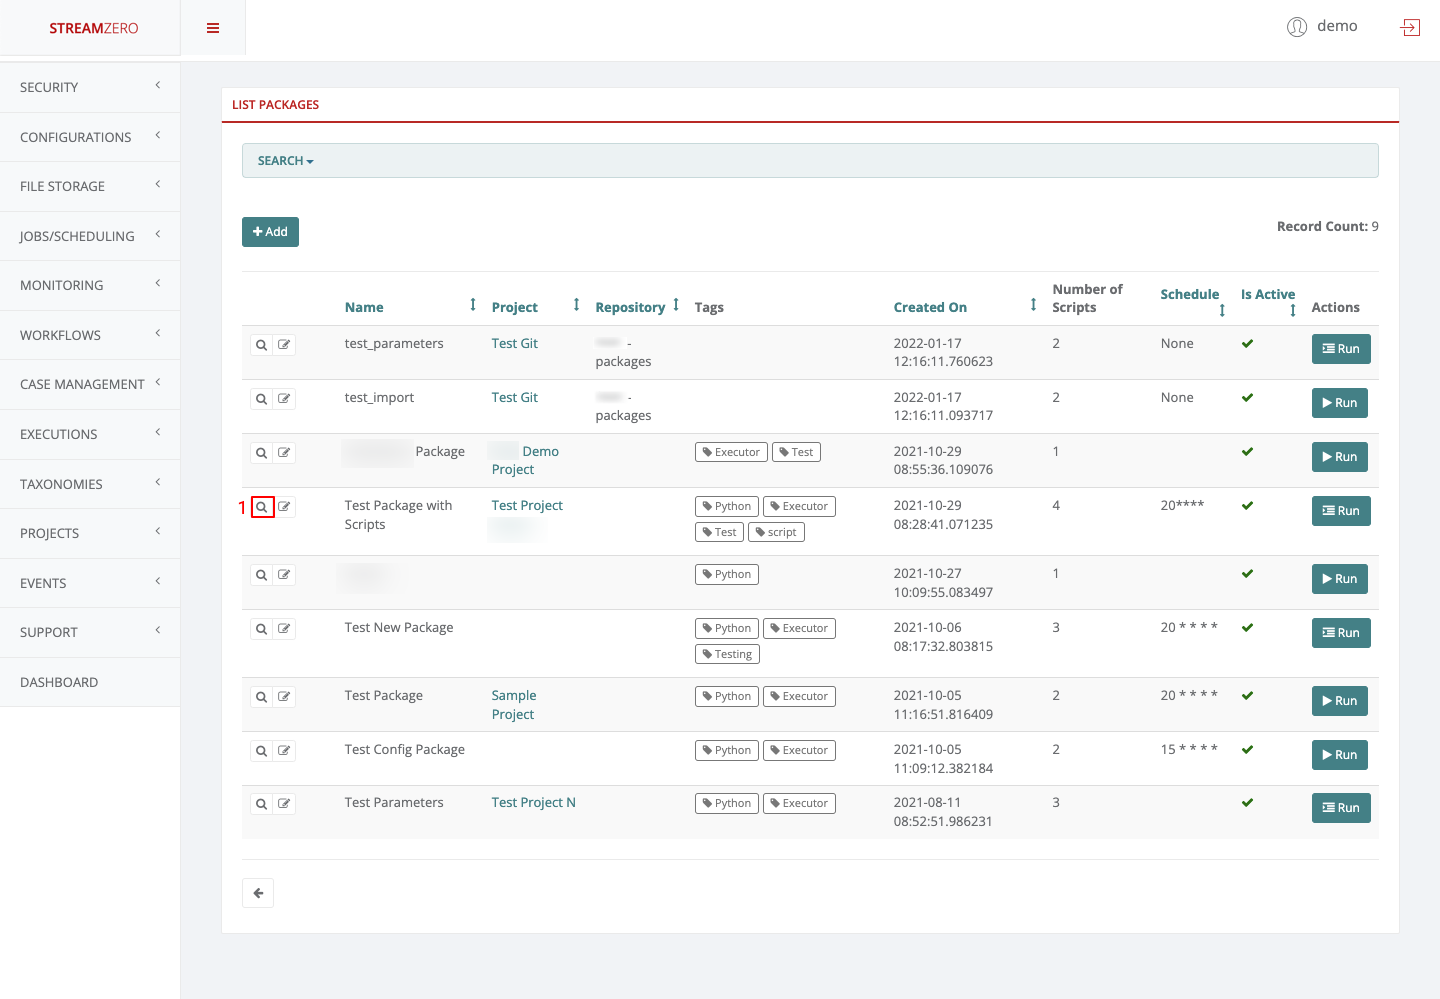 STREAMZERO
demo
SECURITY
CONFIGURATIONS
FILE STORAGE
JOBS/SCHEDULING
MONITORING
WORKFLOWS
CASE MANAGEMENT
EXECUTIONS
TAXONOMIES
PROJECTS
EVENTS
SUPPORT
DASHBOARD
LIST PACKAGES
SEARCH
Add
Record Count: 9
Name Project Repository Tags Created On Number of Scripts Schedule Is Active Actions
test_parameters Test Git - 2022-01-17 2 None Run
packages 12:16:11.760623
test_import Test Git - 2022-01-17 2 None Run
packages 12:16:11.093717
Package Demo Executor Test 2021-10-29 1 Run
Project 08:55:36.109076
1 Test Package with Test Project Python Executor 2021-10-29 4 20**** Run
Scripts Test script 08:28:41.071235
Python 2021-10-27 1 Run
10:09:55.083497
Test New Package Python Executor 2021-10-06 3 20 * * * * Run
Testing 08:17:32.803815
Test Package Sample Python Executor 2021-10-05 2 20 * * * * Run
Project 11:16:51.816409
Test Config Package Python Executor 2021-10-05 2 15 * * * * Run
11:09:12.382184
Test Parameters Test Project N Python Executor 2021-08-11 3 Run
08:52:51.986231